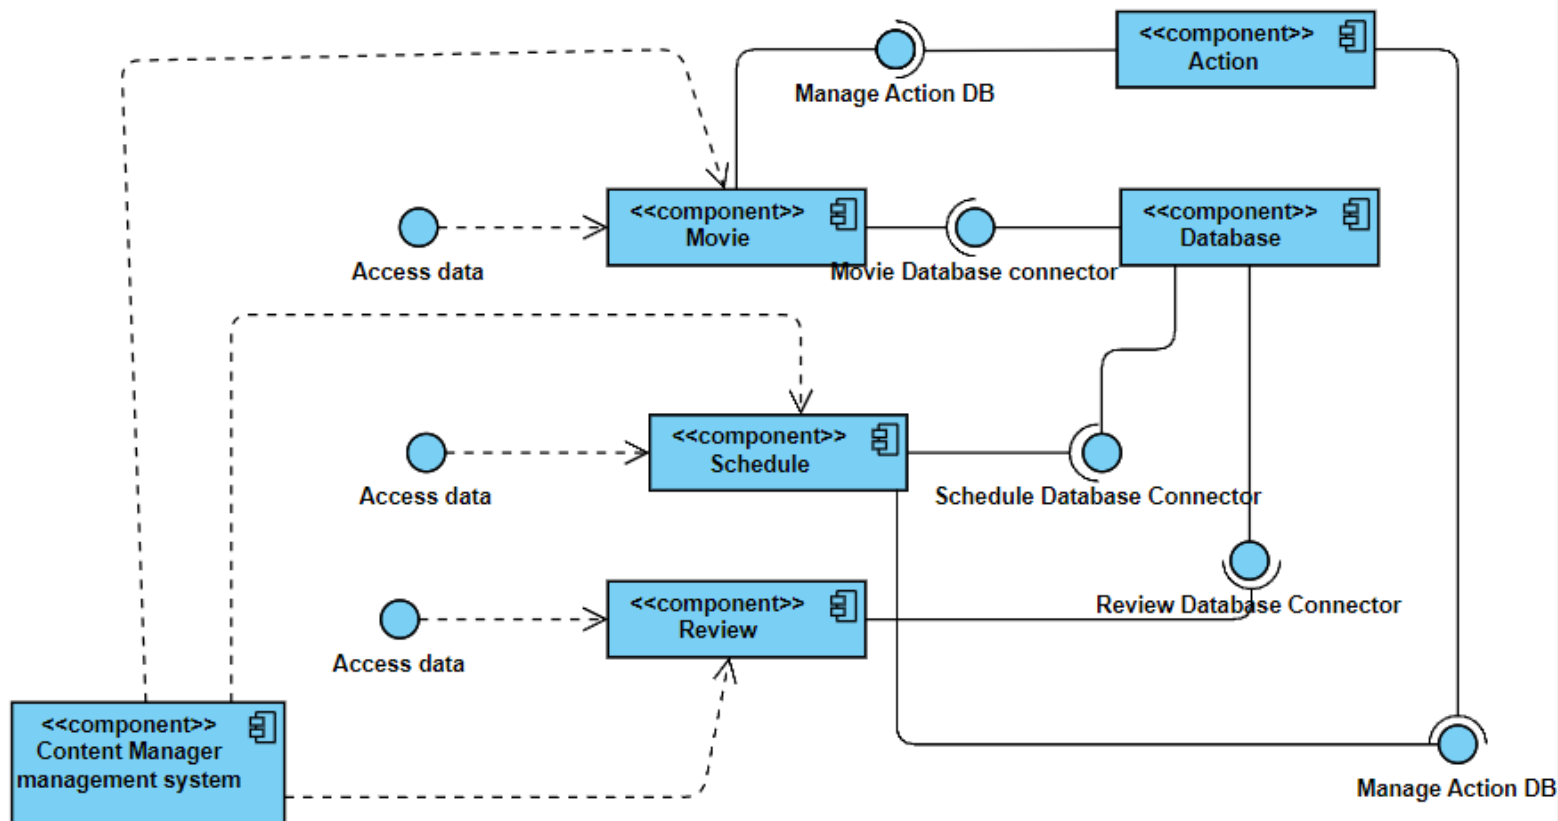 <<component>>
Action
Manage Action DB
<<component>>
Movie
<<component>>
Database
Access data
Movie Database connector
<<component>>
Schedule
Access data
Schedule Database Connector
<<component>>
Review
Review Database Connector
Access data
<<component>>
Content Manager
management system
Manage Action DB